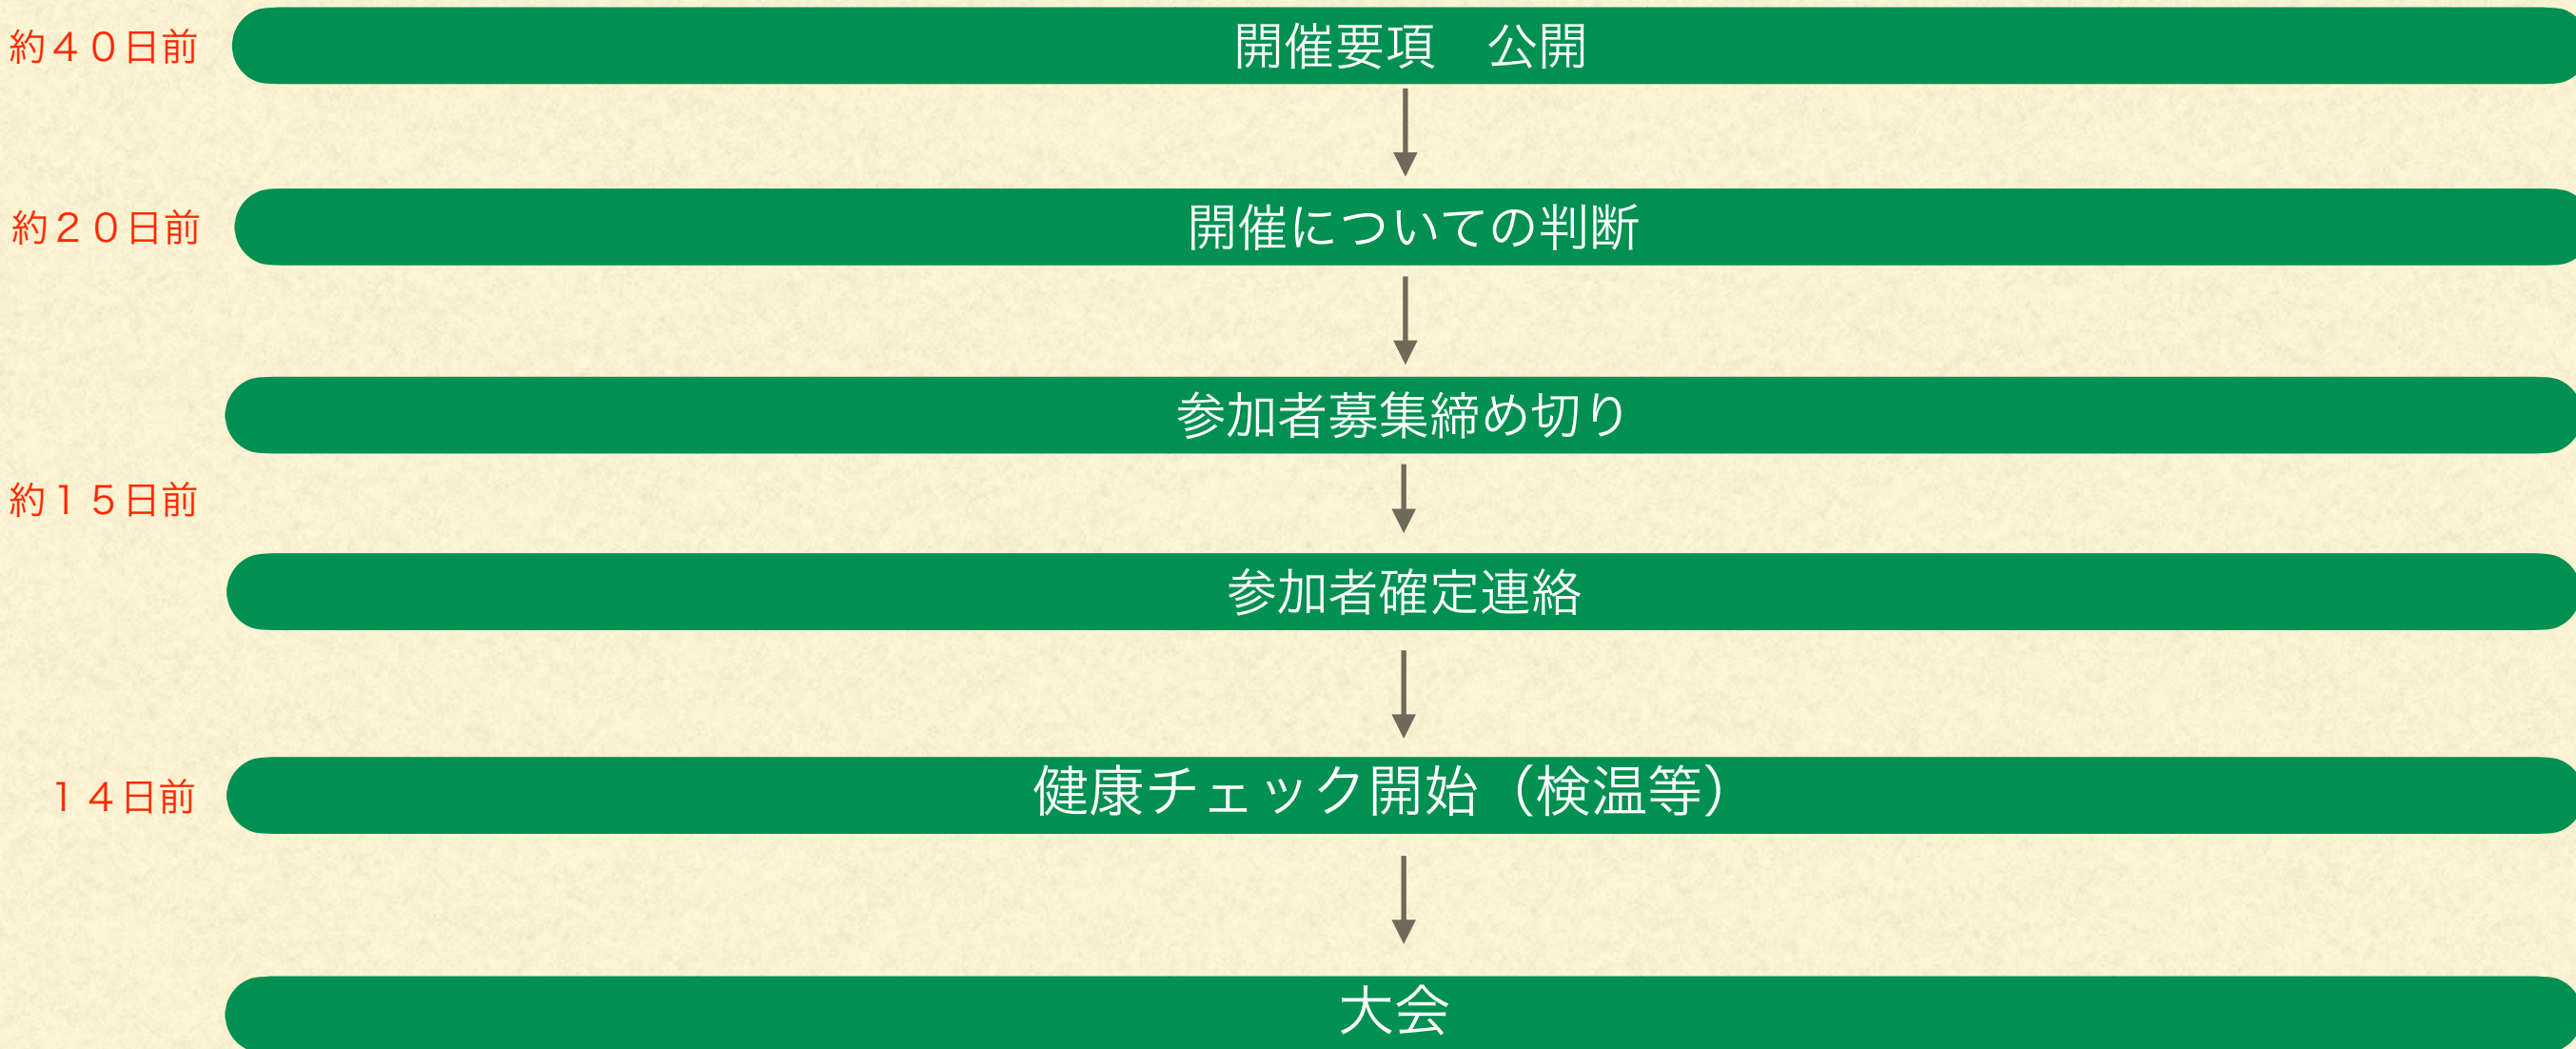 約４０日前
開催要項　公開
約２０日前
開催についての判断
参加者募集締め切り
約１５日前
参加者確定連絡
１４日前
健康チェック開始（検温等）
大会